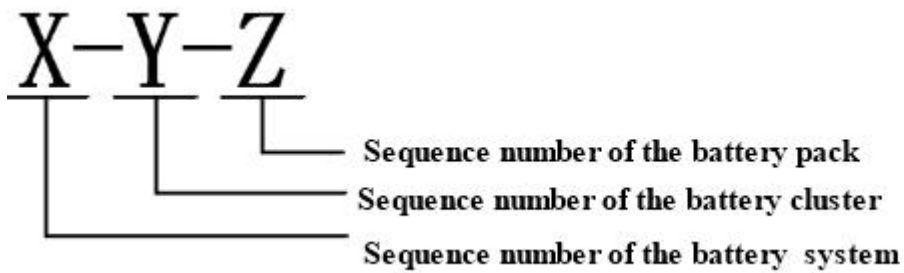 X-Y-Z
Sequence number of the battery pack
Sequence number of the battery cluster
Sequence number of the battery system